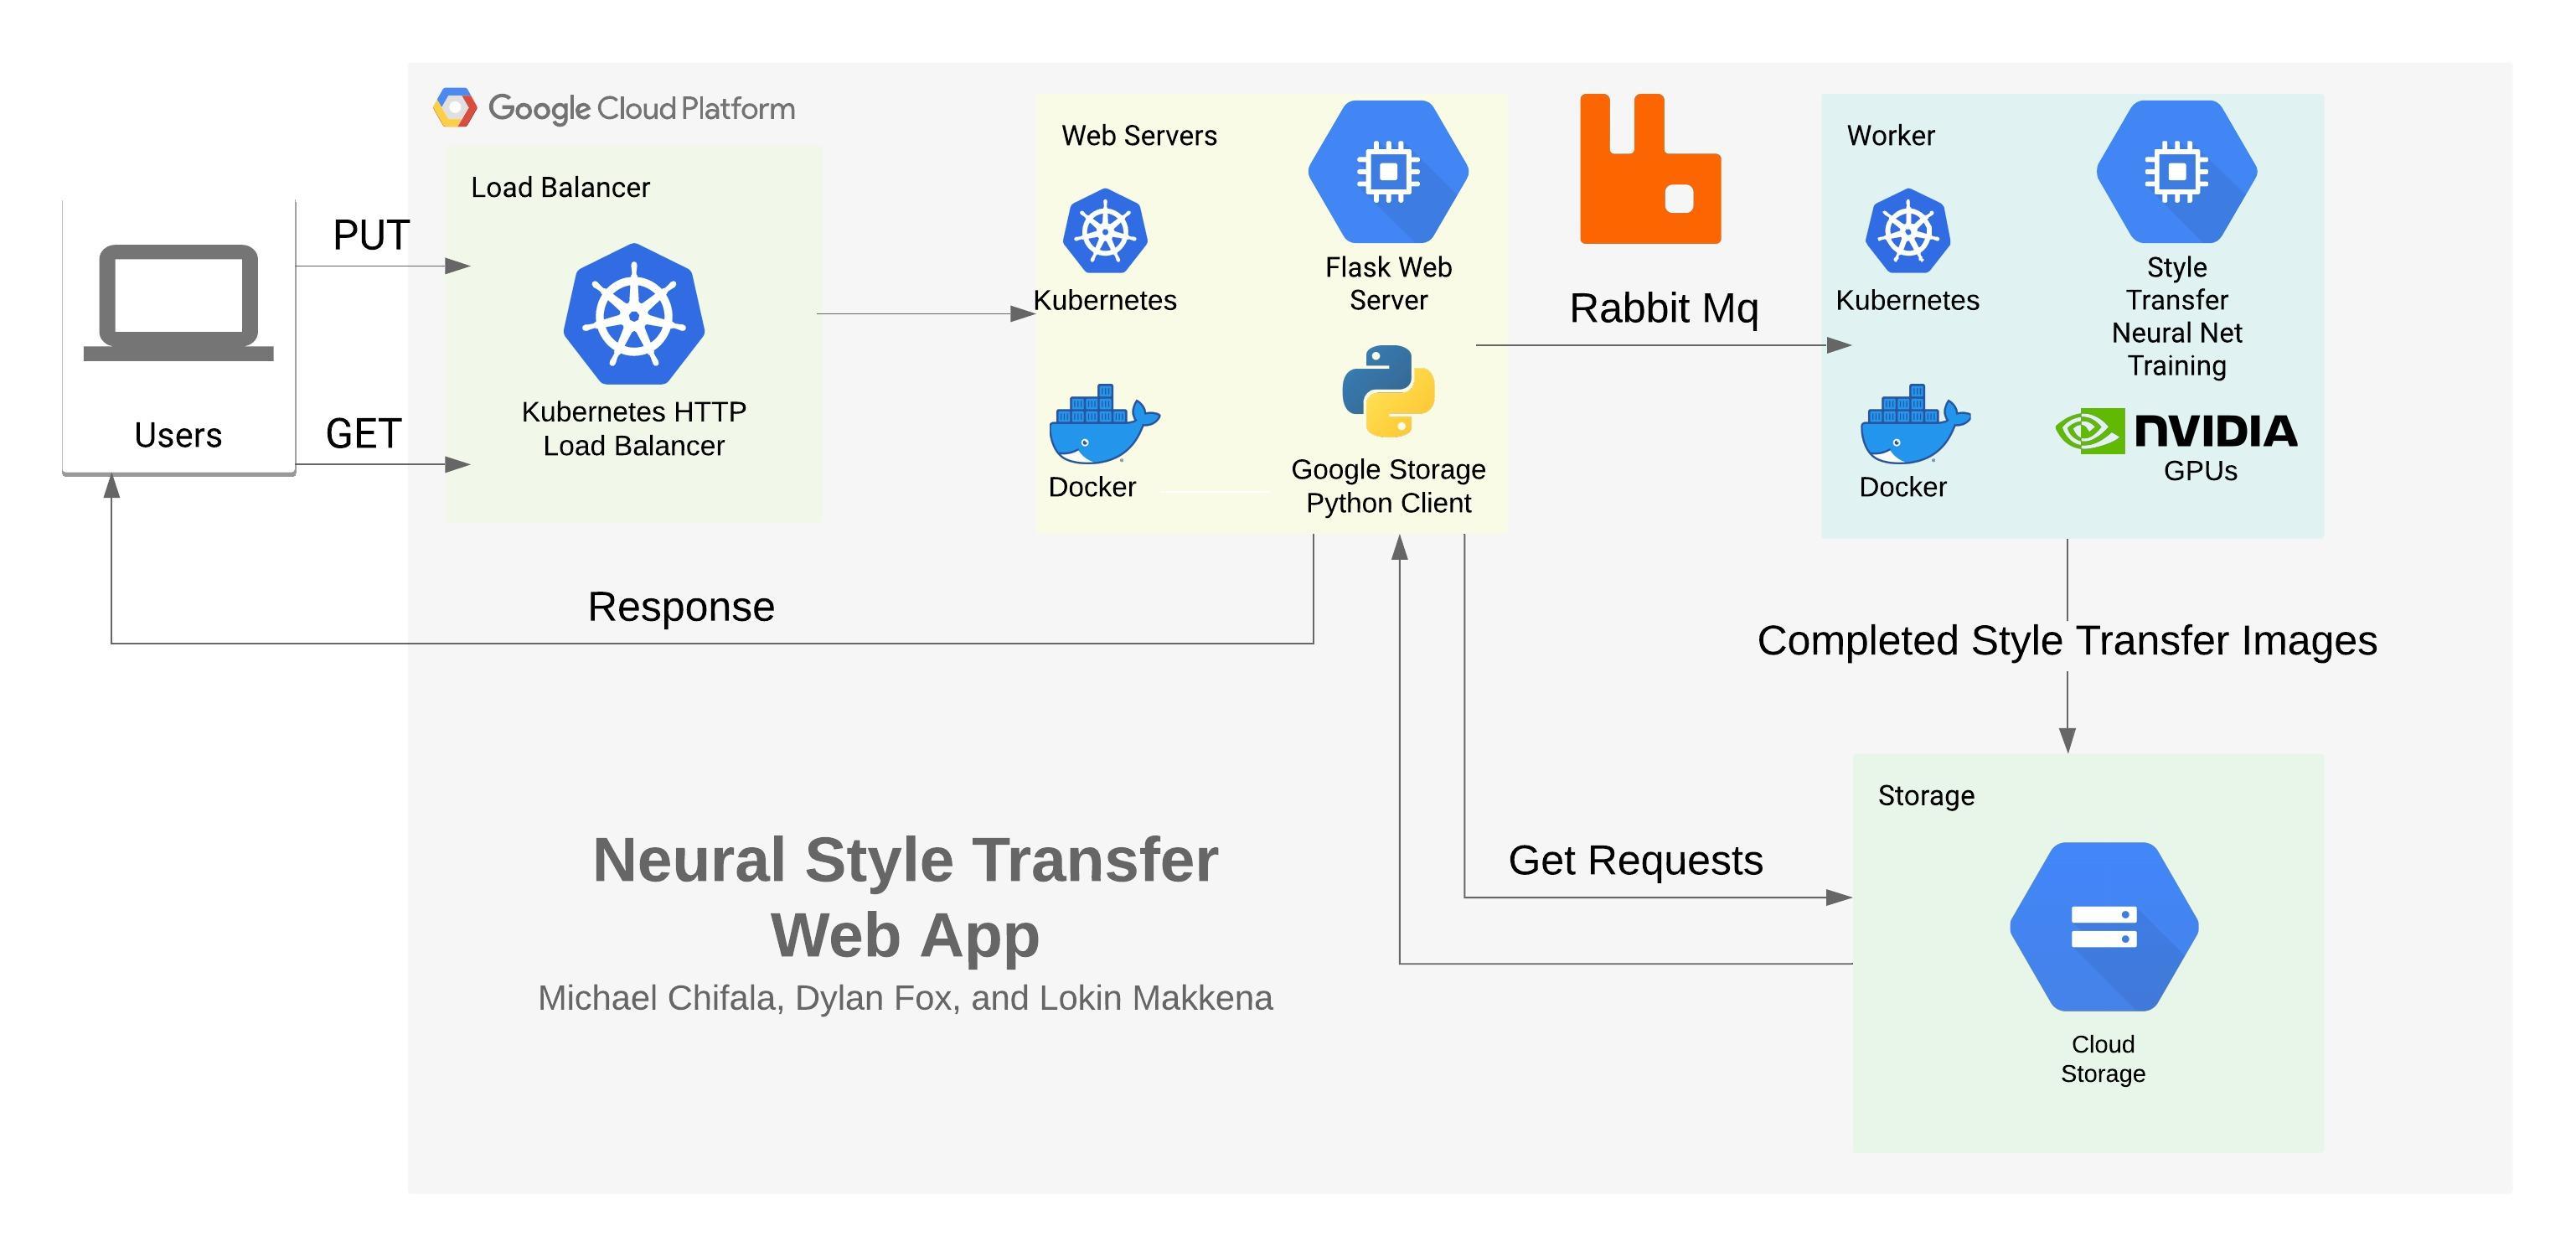 Google Cloud Platform
Load Balancer
Kubernetes HTTP
Load Balancer
PUT
GET
Users
Web Servers
Kubernetes
Docker
Flask Web
Server
Google Storage
Python Client
Rabbit Mq
Worker
Kubernetes
Docker
Style
Transfer
Neural Net
Training
NVIDIA
GPUs
Response
Completed Style Transfer Images
Get Requests
Storage
Cloud
Storage
Neural Style Transfer
Web App
Michael Chifala, Dylan Fox, and Lokin Makkena